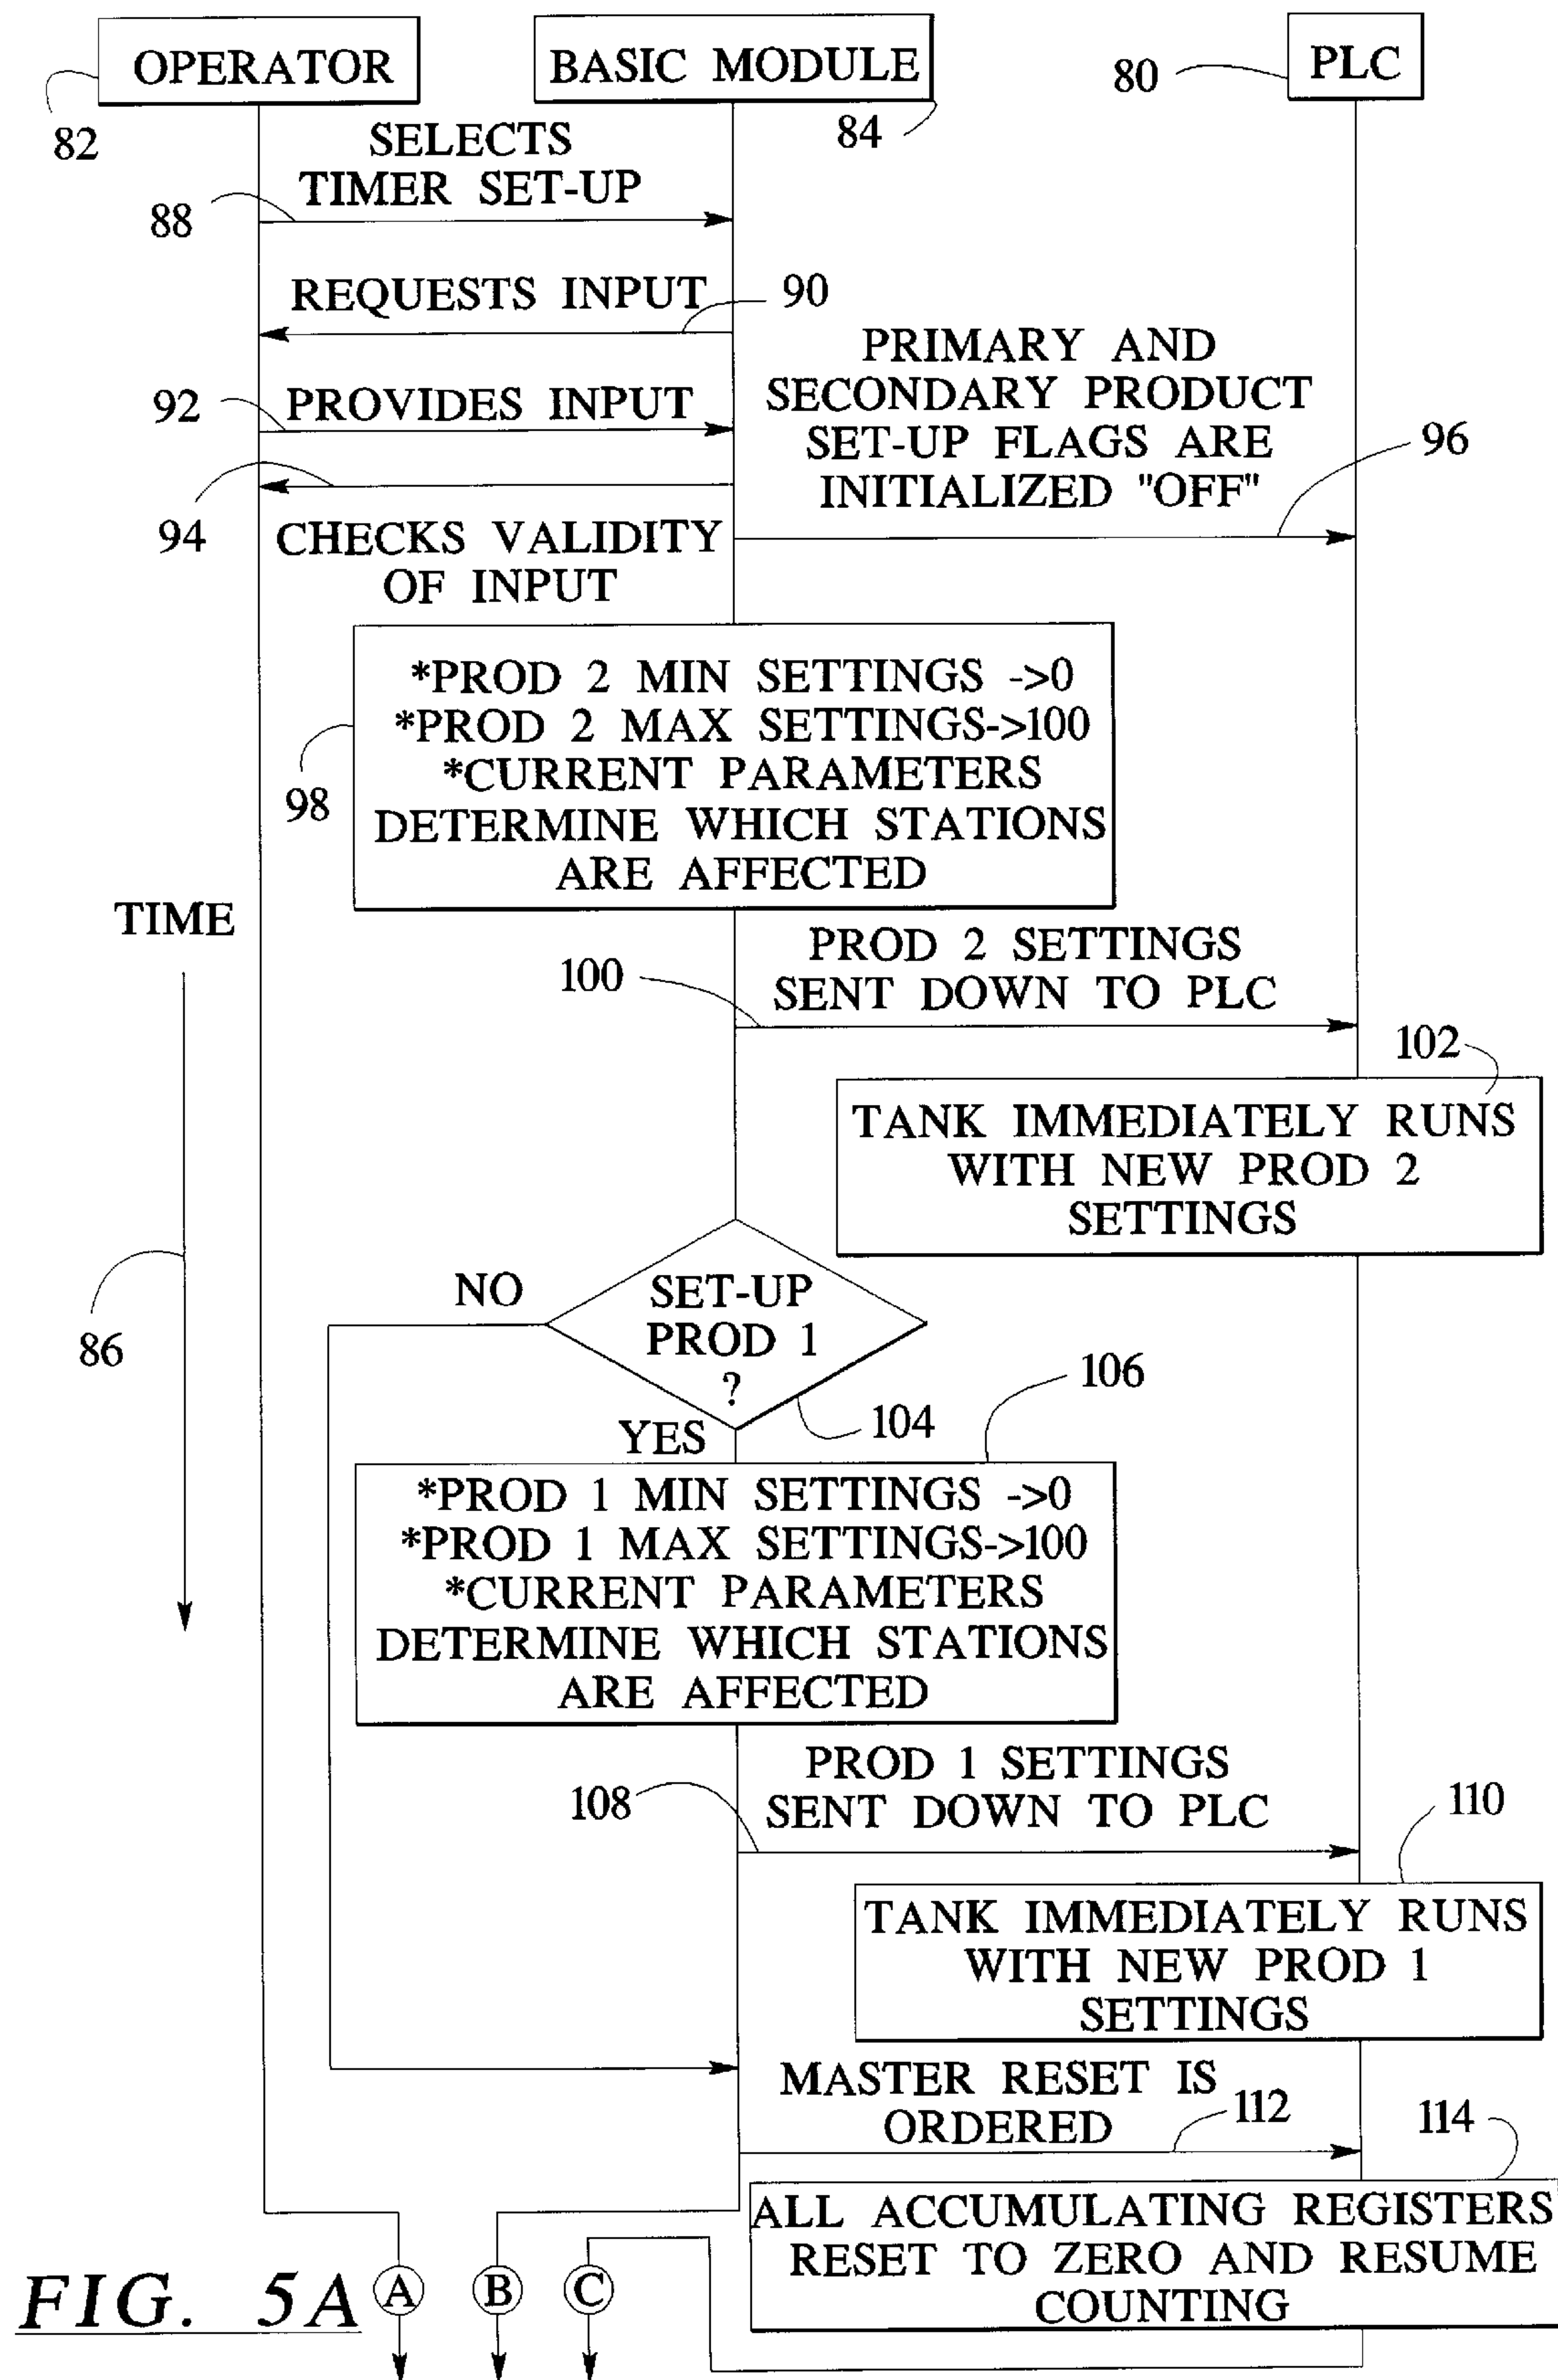 OPERATOR
BASIC MODULE
PLC
80
82
84
SELECTS
TIMER SET-UP
88
REQUESTS INPUT
90
PRIMARY AND
SECONDARY PRODUCT
SET-UP FLAGS ARE
INITIALIZED "OFF"
96
92
PROVIDES INPUT
94
CHECKS VALIDITY
OF INPUT
*PROD 2 MIN SETTINGS ->0
*PROD 2 MAX SETTINGS->100
*CURRENT PARAMETERS
DETERMINE WHICH STATIONS
ARE AFFECTED
98
TIME
PROD 2 SETTINGS
SENT DOWN TO PLC
100
102
TANK IMMEDIATELY RUNS
WITH NEW PROD 2
SETTINGS
NO
SET-UP
PROD 1
?
86
106
104
YES
*PROD 1 MIN SETTINGS ->0
*PROD 1 MAX SETTINGS->100
*CURRENT PARAMETERS
DETERMINE WHICH STATIONS
ARE AFFECTED
PROD 1 SETTINGS
SENT DOWN TO PLC
108
110
TANK IMMEDIATELY RUNS
WITH NEW PROD 1
SETTINGS
MASTER RESET IS
ORDERED
112
114
ALL ACCUMULATING REGISTERS
RESET TO ZERO AND RESUME
COUNTING
FIG. 5A
A
B
C